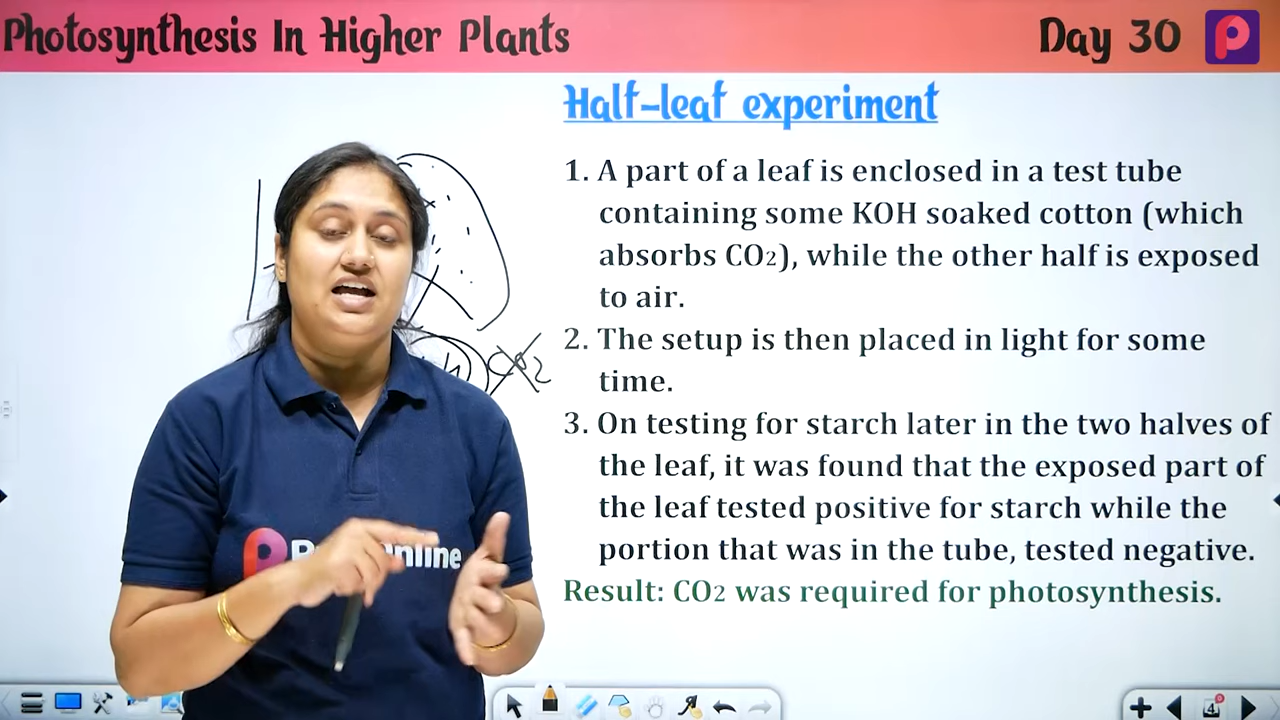 Photosynthesis In Higher Plants
Day 30
Half-leaf experiment
1. A part of a leaf is enclosed in a test tube
containing some KOH soaked cotton (which
absorbs CO2), while the other half is exposed
to air.
2. The setup is then placed in light for some
time.
3. On testing for starch later in the two halves of
the leaf, it was found that the exposed part of
the leaf tested positive for starch while the
portion that was in the tube, tested negative.
Result: CO2 was required for photosynthesis.
CO2
4